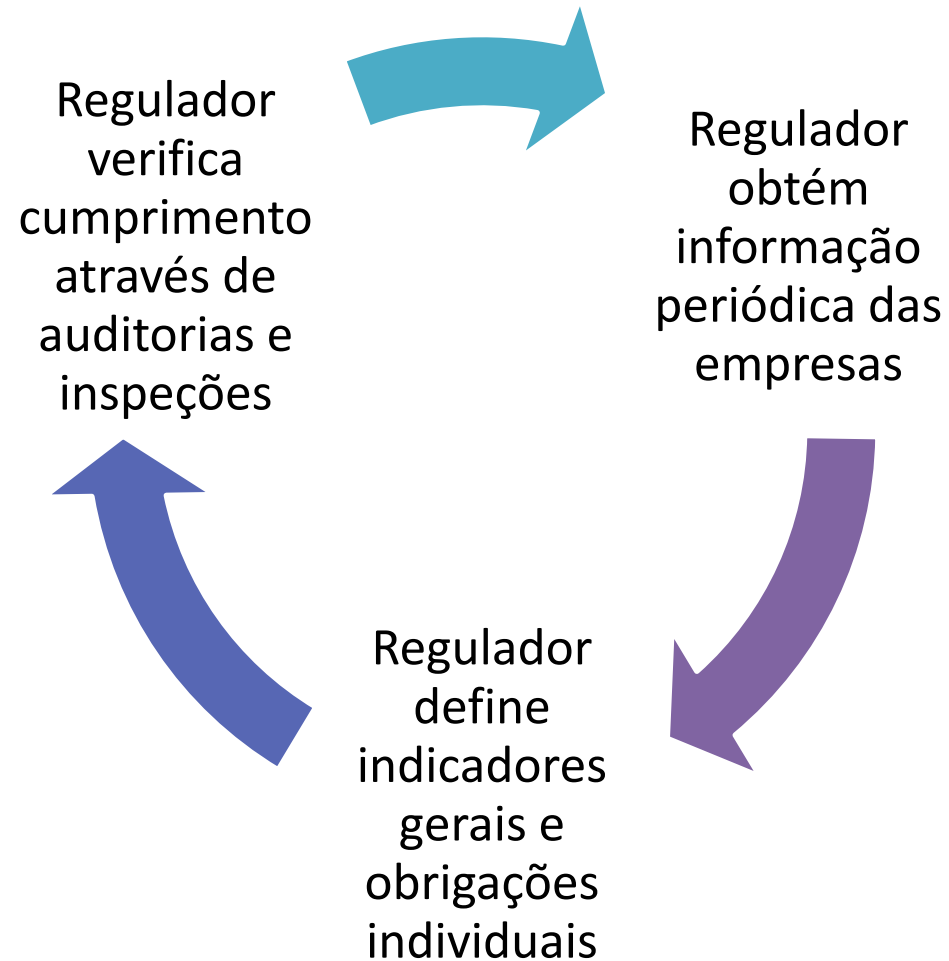 Regulador
verifica
cumprimento
através de
auditorias e
inspeções
Regulador
obtém
informação
periódica das
empresas
Regulador
define
indicadores
gerais e
obrigações
individuais